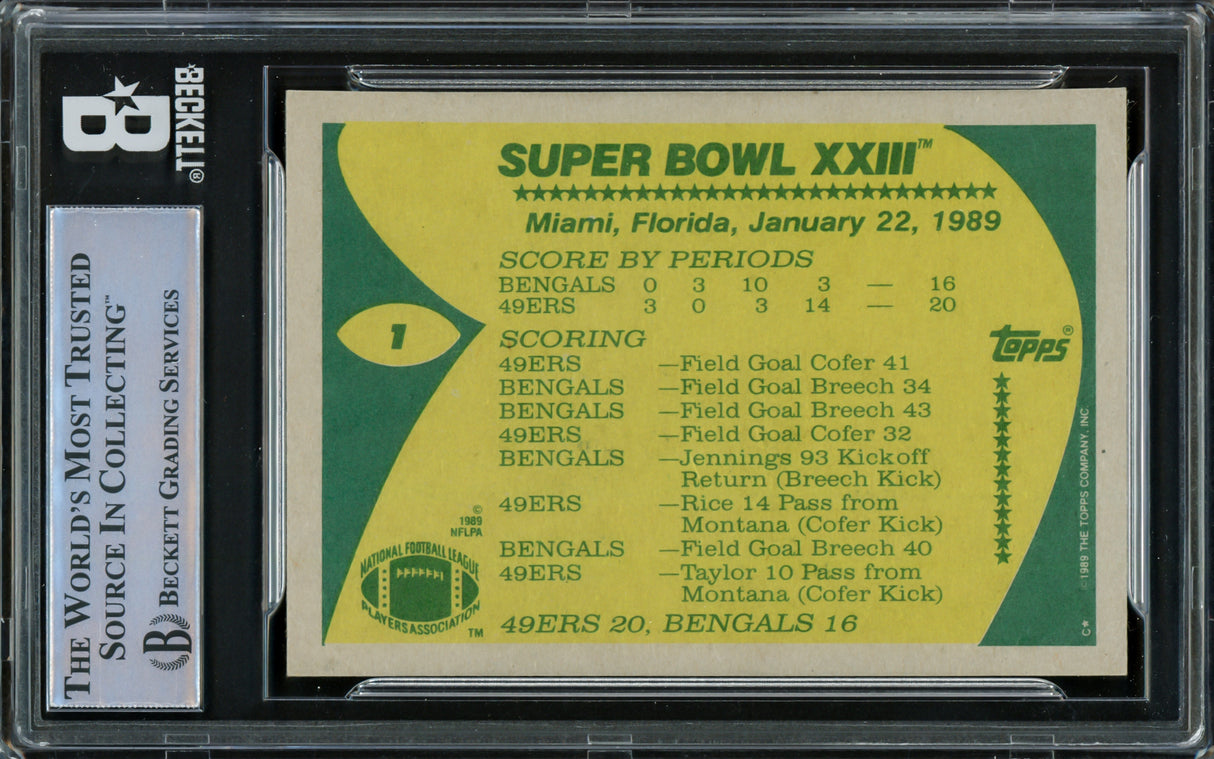 BECKETT®
B
THE WORLD'S MOST TRUSTED
SOURCE IN COLLECTING™
B BECKETT GRADING SERVICES
SUPER BOWL XXIII™
Miami, Florida, January 22, 1989
SCORE BY PERIODS
BENGALS 0 3 10 3 — 16
49ERS 3 0 3 14 — 20
1
SCORING
49ERS —Field Goal Cofer 41
BENGALS —Field Goal Breech 34
BENGALS —Field Goal Breech 43
49ERS —Field Goal Cofer 32
BENGALS —Jennings 93 Kickoff
Return (Breech Kick)
49ERS —Rice 14 Pass from
Montana (Cofer Kick)
BENGALS —Field Goal Breech 40
49ERS —Taylor 10 Pass from
Montana (Cofer Kick)
49ERS 20, BENGALS 16
©
1989
NFLPA
NATIONAL FOOTBALL LEAGUE
PLAYERS ASSOCIATION
TM
topps®
©1989 THE TOPPS COMPANY, INC.
C*